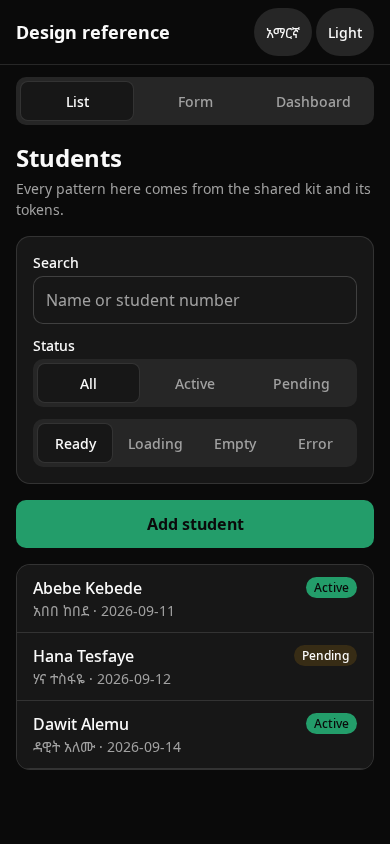 Design reference
አማርኛ
Light
List
Form
Dashboard
Students
Every pattern here comes from the shared kit and its
tokens.
Search
Name or student number
Status
All
Active
Pending
Ready
Loading
Empty
Error
Add student
Abebe Kebede
Active
አበበ ከበደ · 2026-09-11
Hana Tesfaye
Pending
ሃና ተስፋዬ · 2026-09-12
Dawit Alemu
Active
ዳዊት አለሙ · 2026-09-14